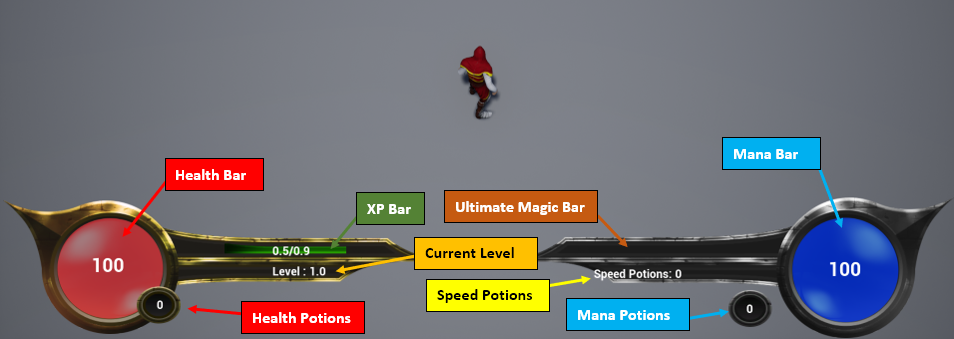 Mana Bar
Health Bar
XP Bar
Ultimate Magic Bar
0.5/0.9
Current Level
100
Level : 1.0
Speed Potions: 0
100
Speed Potions
0
Health Potions
Mana Potions
0